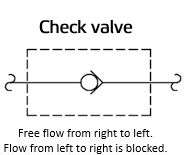 Check valve
Free flow from right to left.
Flow from left to right is blocked.